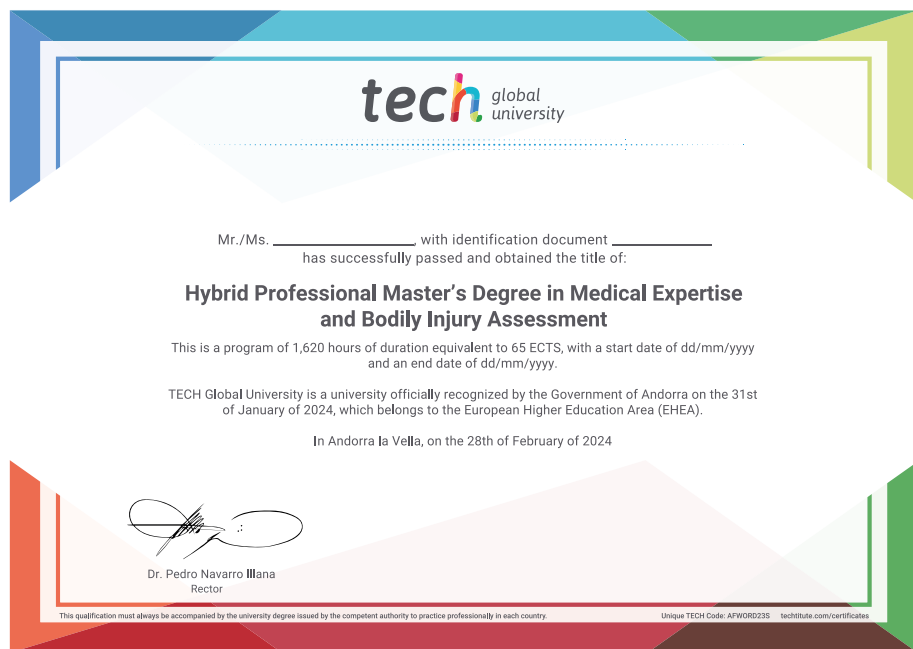 tech global
university
Mr./Ms. ____________________, with identification document ______________
has successfully passed and obtained the title of:
Hybrid Professional Master's Degree in Medical Expertise
and Bodily Injury Assessment
This is a program of 1,620 hours of duration equivalent to 65 ECTS, with a start date of dd/mm/yyyy
and an end date of dd/mm/yyyy.
TECH Global University is a university officially recognized by the Government of Andorra on the 31st
of January of 2024, which belongs to the European Higher Education Area (EHEA).
In Andorra la Vella, on the 28th of February of 2024
Dr. Pedro Navarro Illana
Rector
This qualification must always be accompanied by the university degree issued by the competent authority to practice professionally in each country.
Unique TECH Code: AFWORD23S techtitute.com/certificates